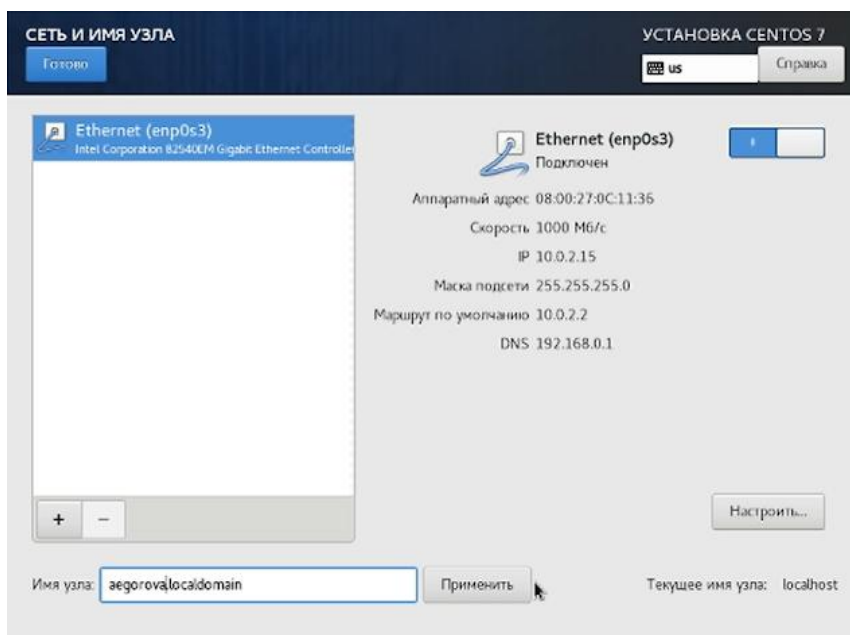 СЕТЬ И ИМЯ УЗЛА
УСТАНОВКА CENTOS 7
Готово
us
Справка
Ethernet (enp0s3)
Intel Corporation 82540EM Gigabit Ethernet Controlle
Ethernet (enp0s3)
Подключен
Аппаратный адрес 08:00:27:0C:11:36
Скорость 1000 Мб/с
IP 10.0.2.15
Маска подсети 255.255.255.0
Маршрут по умолчанию 10.0.2.2
DNS 192.168.0.1
+ −
Настроить...
Имя узла: aegorova.localdomain
Применить
Текущее имя узла: localhost